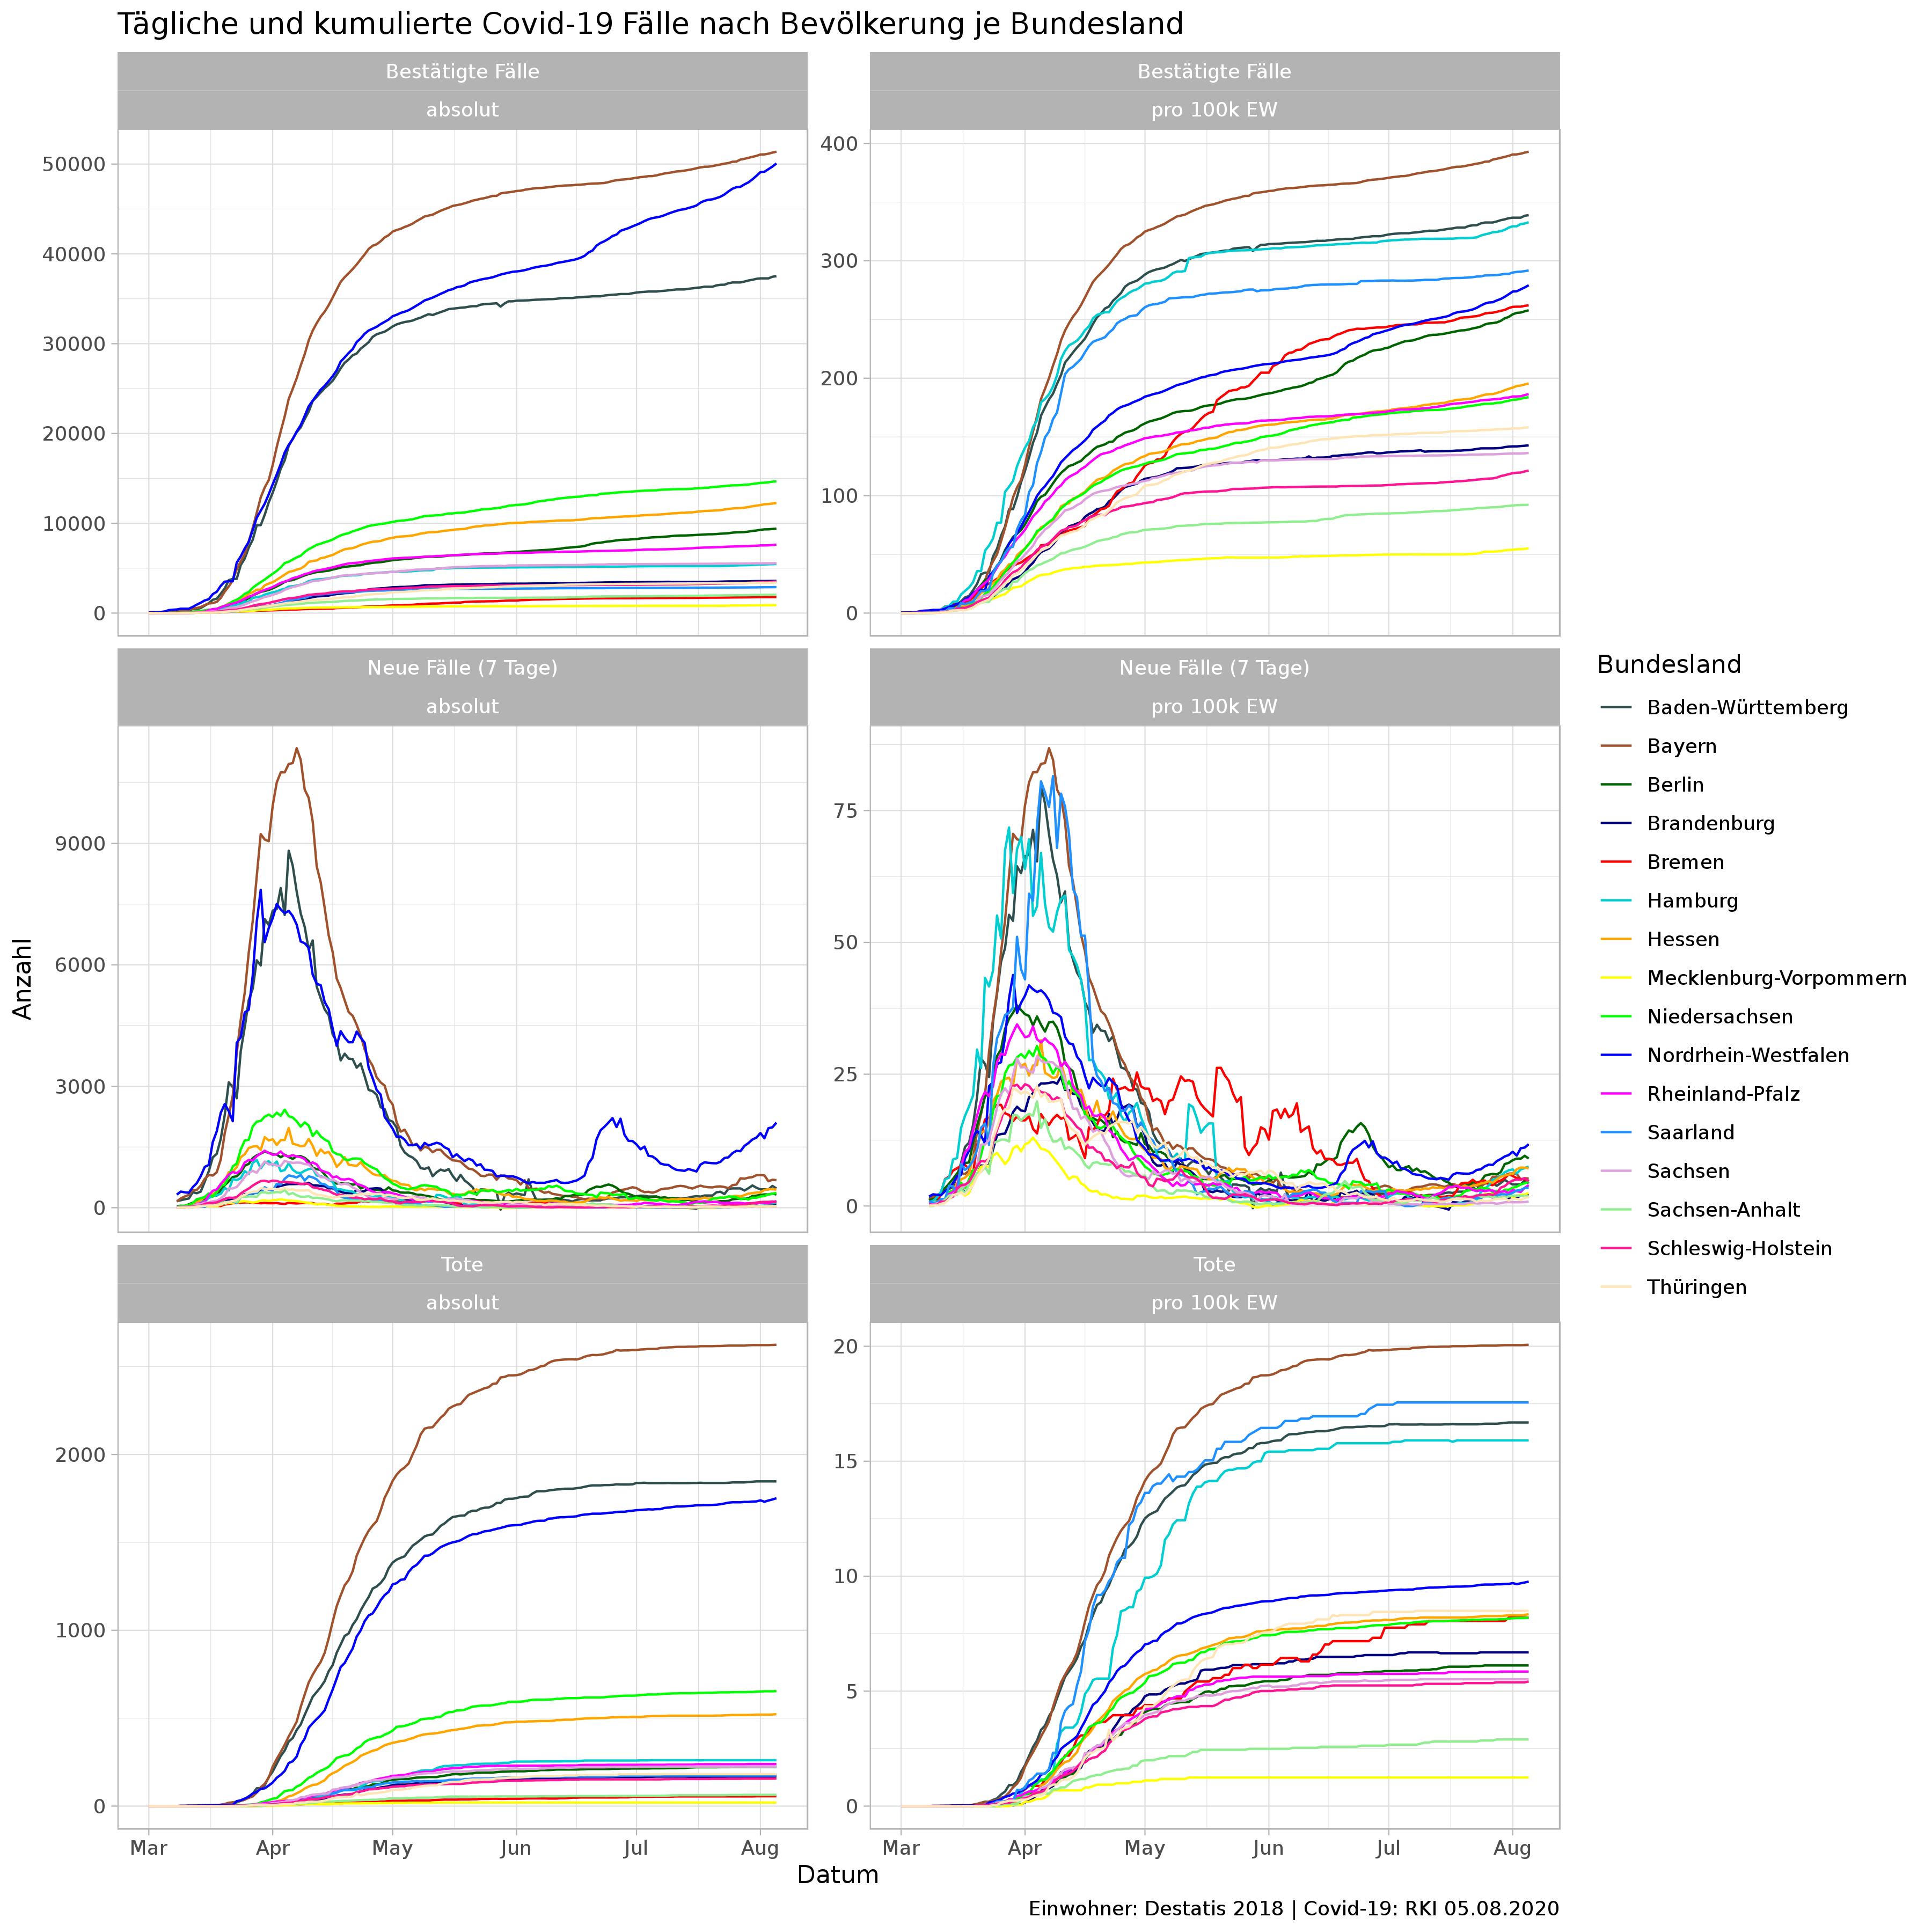 Tägliche und kumulierte Covid-19 Fälle nach Bevölkerung je Bundesland
Bestätigte Fälle
absolut
50000
40000
30000
20000
10000
0
Bestätigte Fälle
pro 100k EW
400
300
200
100
0
Neue Fälle (7 Tage)
absolut
9000
6000
3000
0
Neue Fälle (7 Tage)
pro 100k EW
75
50
25
0
Anzahl
Tote
absolut
2000
1000
0
Mar Apr May Jun Jul Aug
Tote
pro 100k EW
20
15
10
5
0
Mar Apr May Jun Jul Aug
Datum
Bundesland
Baden-Württemberg
Bayern
Berlin
Brandenburg
Bremen
Hamburg
Hessen
Mecklenburg-Vorpommern
Niedersachsen
Nordrhein-Westfalen
Rheinland-Pfalz
Saarland
Sachsen
Sachsen-Anhalt
Schleswig-Holstein
Thüringen
Einwohner: Destatis 2018 | Covid-19: RKI 05.08.2020